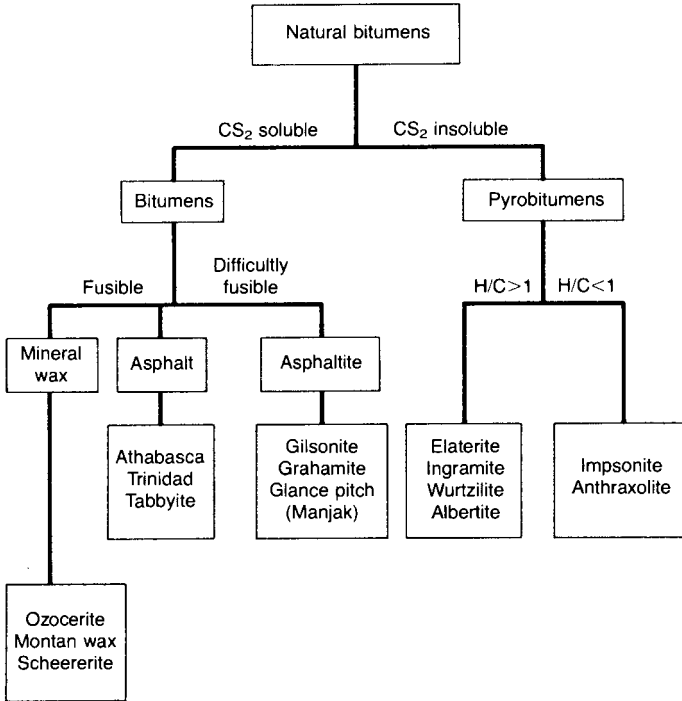 Natural bitumens
CS₂ soluble
CS₂ insoluble
Bitumens
Pyrobitumens
Fusible
Difficultly
fusible
H/C>1
H/C<1
Mineral
wax
Asphalt
Asphaltite
Athabasca
Trinidad
Tabbyite
Gilsonite
Grahamite
Glance pitch
(Manjak)
Elaterite
Ingramite
Wurtzilite
Albertite
Impsonite
Anthraxolite
Ozocerite
Montan wax
Scheererite